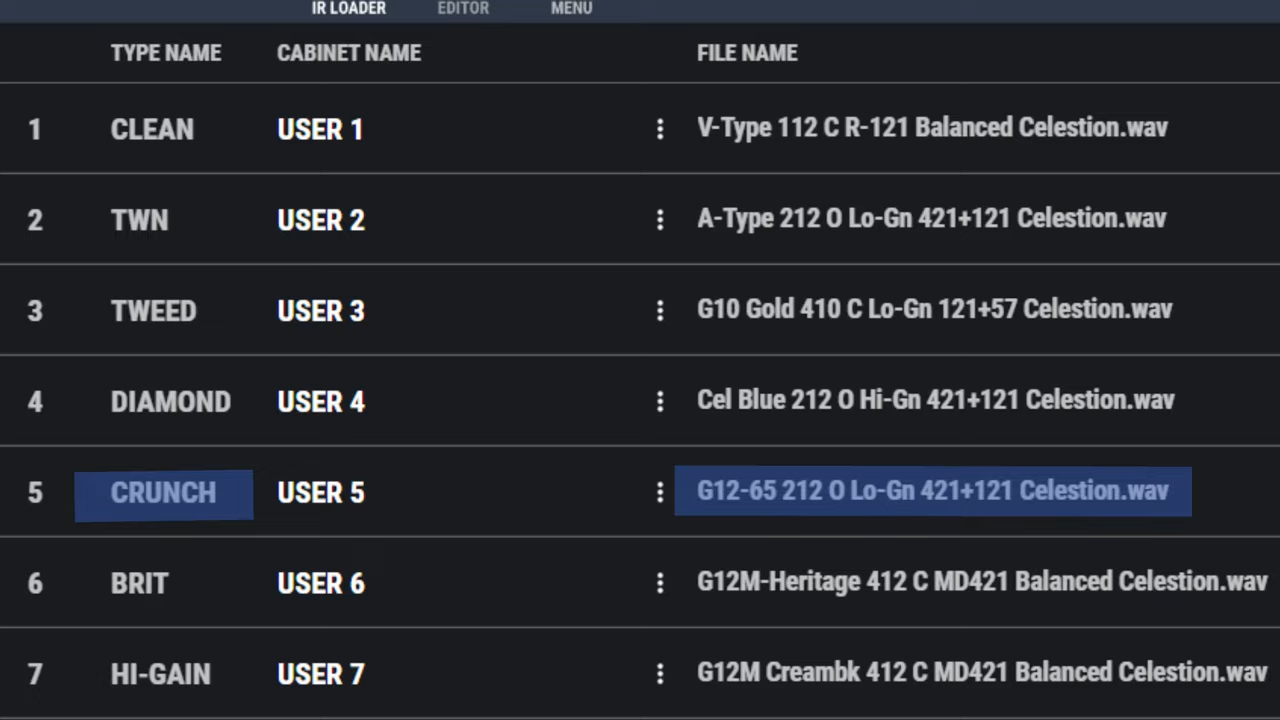 IR LOADER EDITOR MENU
TYPE NAME CABINET NAME FILE NAME
1 CLEAN USER 1 V-Type 112 C R-121 Balanced Celestion.wav
2 TWN USER 2 A-Type 212 O Lo-Gn 421+121 Celestion.wav
3 TWEED USER 3 G10 Gold 410 C Lo-Gn 121+57 Celestion.wav
4 DIAMOND USER 4 Cel Blue 212 O Hi-Gn 421+121 Celestion.wav
5 CRUNCH USER 5 G12-65 212 O Lo-Gn 421+121 Celestion.wav
6 BRIT USER 6 G12M-Heritage 412 C MD421 Balanced Celestion.wav
7 HI-GAIN USER 7 G12M Creambk 412 C MD421 Balanced Celestion.wav